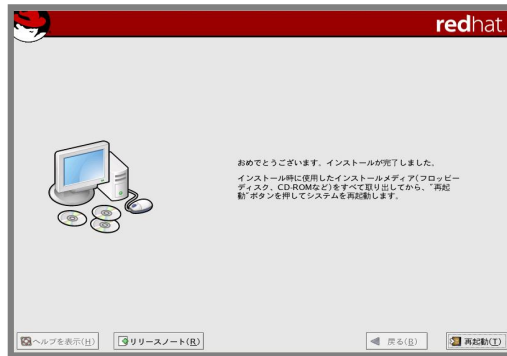 redhat.
おめでとうございます。インストールが完了しました。
インストール時に使用したインストールメディア(フロッピー
ディスク、CD-ROMなど)をすべて取り出してから、"再起
動"ボタンを押してシステムを再起動します。
ヘルプを表示(H)
リリースノート(R)
戻る(B)
再起動(T)